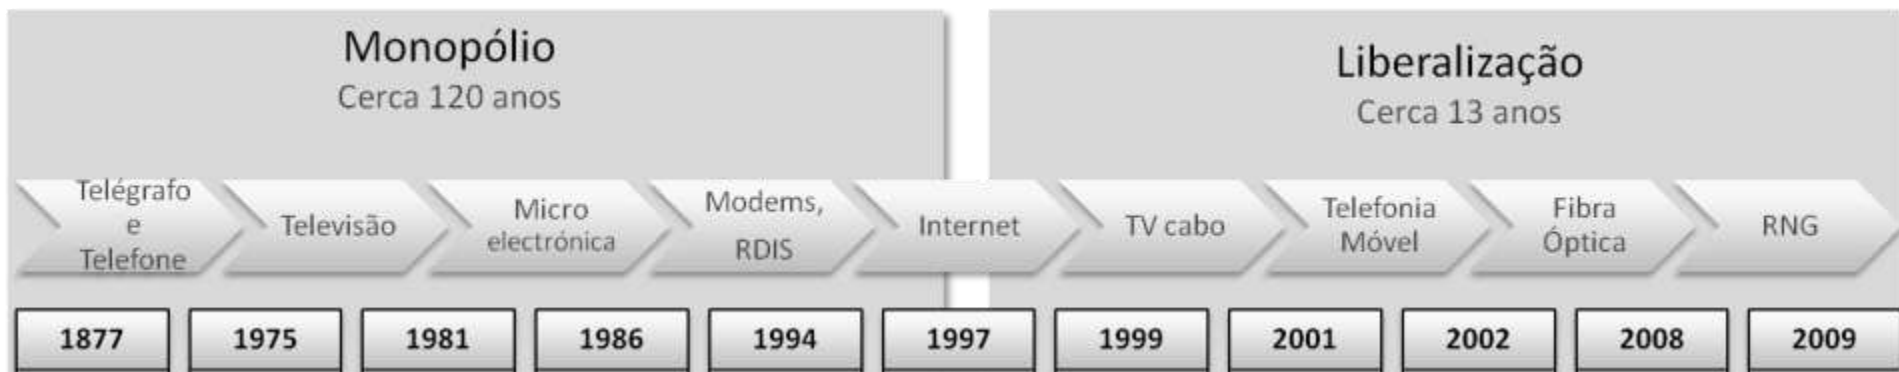 Monopólio
Cerca 120 anos
Liberalização
Cerca 13 anos
Telégrafo
e
Telefone
Televisão
Micro
electrónica
Modems,
RDIS
Internet
TV cabo
Telefonia
Móvel
Fibra
Óptica
RNG
1877
1975
1981
1986
1994
1997
1999
2001
2002
2008
2009